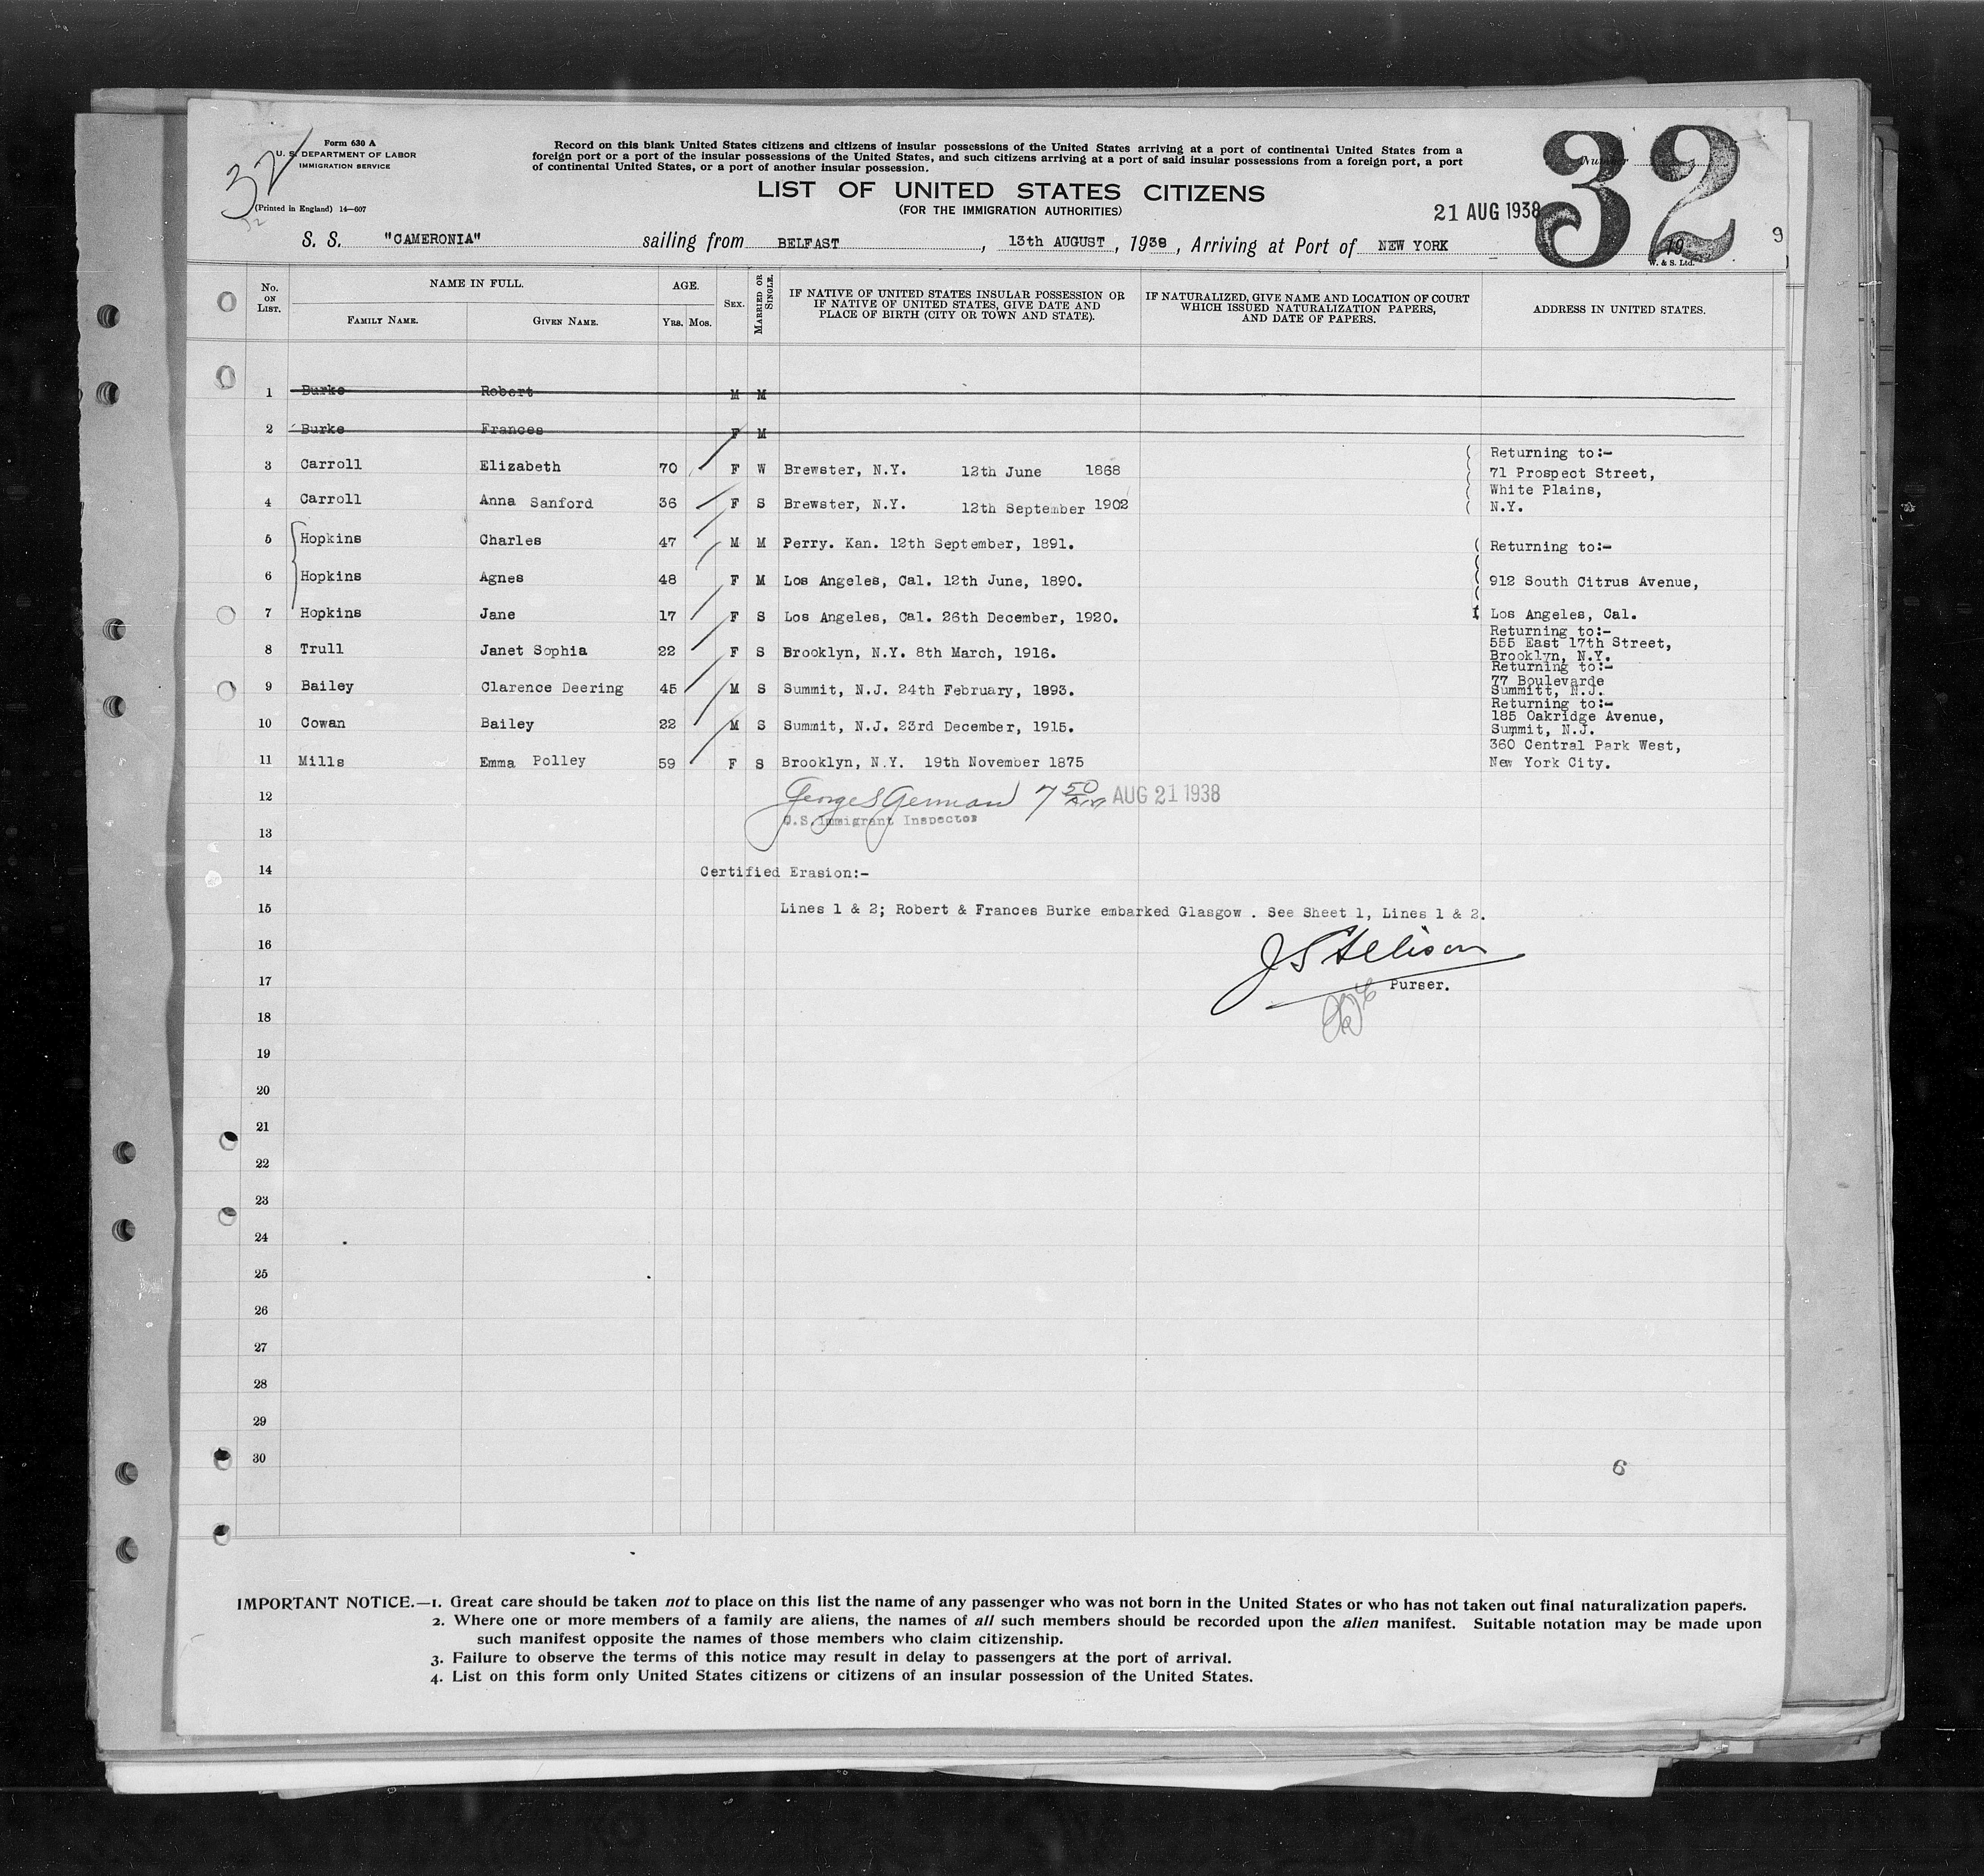 32
Form 630 A
U. S. DEPARTMENT OF LABOR
IMMIGRATION SERVICE
(Printed in England) 14—607
Record on this blank United States citizens and citizens of insular possessions of the United States arriving at a port of continental United States from a
foreign port or a port of the insular possessions of the United States, and such citizens arriving at a port of said insular possessions from a foreign port, a port
of continental United States, or a port of another insular possession.
Number
32
LIST OF UNITED STATES CITIZENS
(FOR THE IMMIGRATION AUTHORITIES)
21 AUG 1938
S. S. "CAMERONIA" sailing from BELFAST, 13th AUGUST, 1938, Arriving at Port of NEW YORK 19
W. & S. Ltd.
9
No. ON LIST. NAME IN FULL. FAMILY NAME. GIVEN NAME. AGE. YRS. MOS. SEX. MARRIED OR SINGLE. IF NATIVE OF UNITED STATES INSULAR POSSESSION OR IF NATIVE OF UNITED STATES, GIVE DATE AND PLACE OF BIRTH (CITY OR TOWN AND STATE). IF NATURALIZED, GIVE NAME AND LOCATION OF COURT WHICH ISSUED NATURALIZATION PAPERS, AND DATE OF PAPERS. ADDRESS IN UNITED STATES.
1 Burke Robert M M
2 Burke Frances F M
Returning to:-
3 Carroll Elizabeth 70 F W Brewster, N.Y. 12th June 1868 71 Prospect Street,
White Plains,
4 Carroll Anna Sanford 36 F S Brewster, N.Y. 12th September 1902 N.Y.
5 Hopkins Charles 47 M M Perry. Kan. 12th September, 1891. Returning to:-
6 Hopkins Agnes 48 F M Los Angeles, Cal. 12th June, 1890. 912 South Citrus Avenue,
7 Hopkins Jane 17 F S Los Angeles, Cal. 26th December, 1920. Los Angeles, Cal.
Returning to:-
555 East 17th Street,
8 Trull Janet Sophia 22 F S Brooklyn, N.Y. 8th March, 1916. Brooklyn, N.Y.
Returning to:-
77 Boulevarde
9 Bailey Clarence Deering 45 M S Summit, N.J. 24th February, 1893. Summitt, N.J.
Returning to:-
185 Oakridge Avenue,
10 Cowan Bailey 22 M S Summit, N.J. 23rd December, 1915. Summit, N.J.
360 Central Park West,
11 Mills Emma Polley 59 F S Brooklyn, N.Y. 19th November 1875 New York City.
12 George S German 7 50 AM AUG 21 1938
U.S. Immigrant Inspector
13
14 Certified Erasion:-
15 Lines 1 & 2; Robert & Frances Burke embarked Glasgow . See Sheet 1, Lines 1 & 2.
16
17 Purser.
18
19
20
21
22
23
24
25
26
27
28
29
30
6
IMPORTANT NOTICE.—1. Great care should be taken not to place on this list the name of any passenger who was not born in the United States or who has not taken out final naturalization papers.
2. Where one or more members of a family are aliens, the names of all such members should be recorded upon the alien manifest. Suitable notation may be made upon
such manifest opposite the names of those members who claim citizenship.
3. Failure to observe the terms of this notice may result in delay to passengers at the port of arrival.
4. List on this form only United States citizens or citizens of an insular possession of the United States.